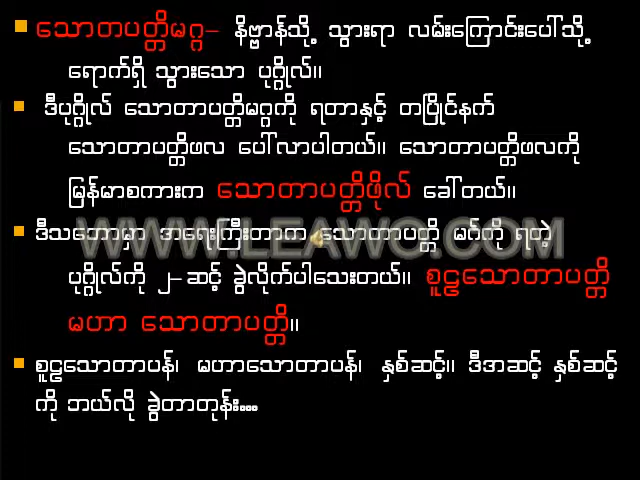 သောတပတ္တိမဂ္ဂ- နိဗ္ဗာန်သို့ သွားရာ လမ်းကြောင်းပေါ်သို့
ရောက်ရှိ သွားသော ပုဂ္ဂိုလ်။
ဒီပုဂ္ဂိုလ် သောတာပတ္တိမဂ္ဂကို ရတာနှင့် တပြိုင်နက်
သောတာပတ္တိဖလ ပေါ်လာပါတယ်။ သောတာပတ္တိဖလကို
မြန်မာစကားက သောတာပတ္တိဖိုလ် ခေါ်တယ်။
ဒီသဘောမှာ အရေးကြီးတာက သောတာပတ္တိ မဂ်ကို ရတဲ့
WWW.LEAWO.COM
ပုဂ္ဂိုလ်ကို ၂-ဆင့် ခွဲလိုက်ပါသေးတယ်။ စူဠသောတာပတ္တိ
မဟာ သောတာပတ္တိ။
စူဠသောတာပန်၊ မဟာသောတာပန်၊ နှစ်ဆင့်။ ဒီအဆင့် နှစ်ဆင့်
ကို ဘယ်လို ခွဲတာတုန်း...